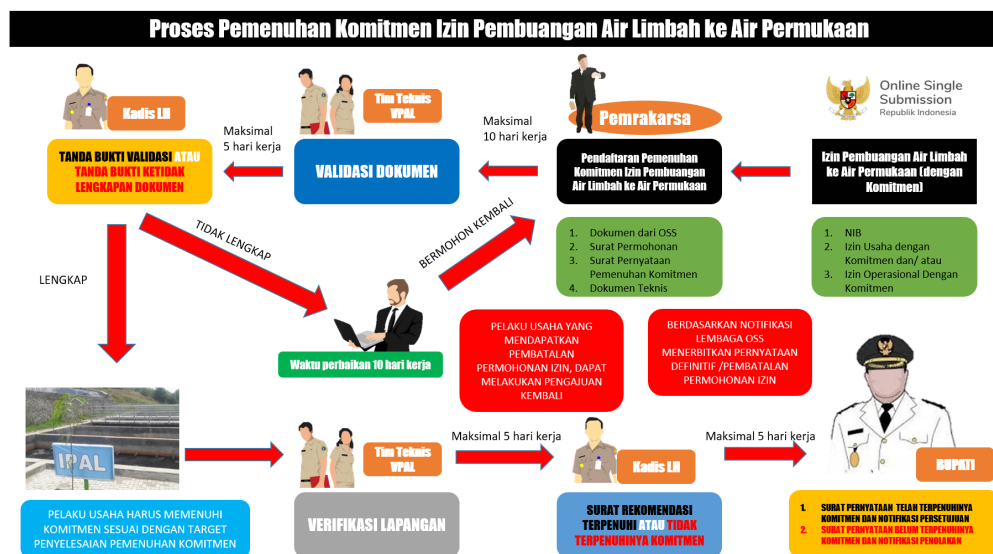 Proses Pemenuhan Komitmen Izin Pembuangan Air Limbah ke Air Permukaan
Kadis LH
TANDA BUKTI VALIDASI ATAU
TANDA BUKTI KETIDAK
LENGKAPAN DOKUMEN
Maksimal
5 hari kerja
Tim Teknis
VPAL
VALIDASI DOKUMEN
Maksimal
10 hari kerja
Pemrakarsa
Pendaftaran Pemenuhan
Komitmen Izin Pembuangan
Air Limbah ke Air Permukaan
1. Dokumen dari OSS
2. Surat Permohonan
3. Surat Pernyataan
Pemenuhan Komitmen
4. Dokumen Teknis
Online Single
Submission
Republik Indonesia
Izin Pembuangan Air Limbah
ke Air Permukaan (dengan
Komitmen)
1. NIB
2. Izin Usaha dengan
Komitmen dan/ atau
3. Izin Operasional Dengan
Komitmen
LENGKAP
TIDAK LENGKAP
BERMOHON KEMBALI
Waktu perbaikan 10 hari kerja
PELAKU USAHA YANG
MENDAPATKAN
PEMBATALAN
PERMOHONAN IZIN, DAPAT
MELAKUKAN PENGAJUAN
KEMBALI
BERDASARKAN NOTIFIKASI
LEMBAGA OSS
MENERBITKAN PERNYATAAN
DEFINITIF /PEMBATALAN
PERMOHONAN IZIN
IPAL
PELAKU USAHA HARUS MEMENUHI
KOMITMEN SESUAI DENGAN TARGET
PENYELESAIAN PEMENUHAN KOMITMEN
Tim Teknis
VPAL
VERIFIKASI LAPANGAN
Maksimal 5 hari kerja
Kadis LH
SURAT REKOMENDASI
TERPENUHI ATAU TIDAK
TERPENUHINYA KOMITMEN
Maksimal 5 hari kerja
BUPATI
1. SURAT PERNYATAAN TELAH TERPENUHINYA
KOMITMEN DAN NOTIFIKASI PERSETUJUAN
2. SURAT PERNYATAAN BELUM TERPENUHINYA
KOMITMEN DAN NOTIFIKASI PENOLAKAN